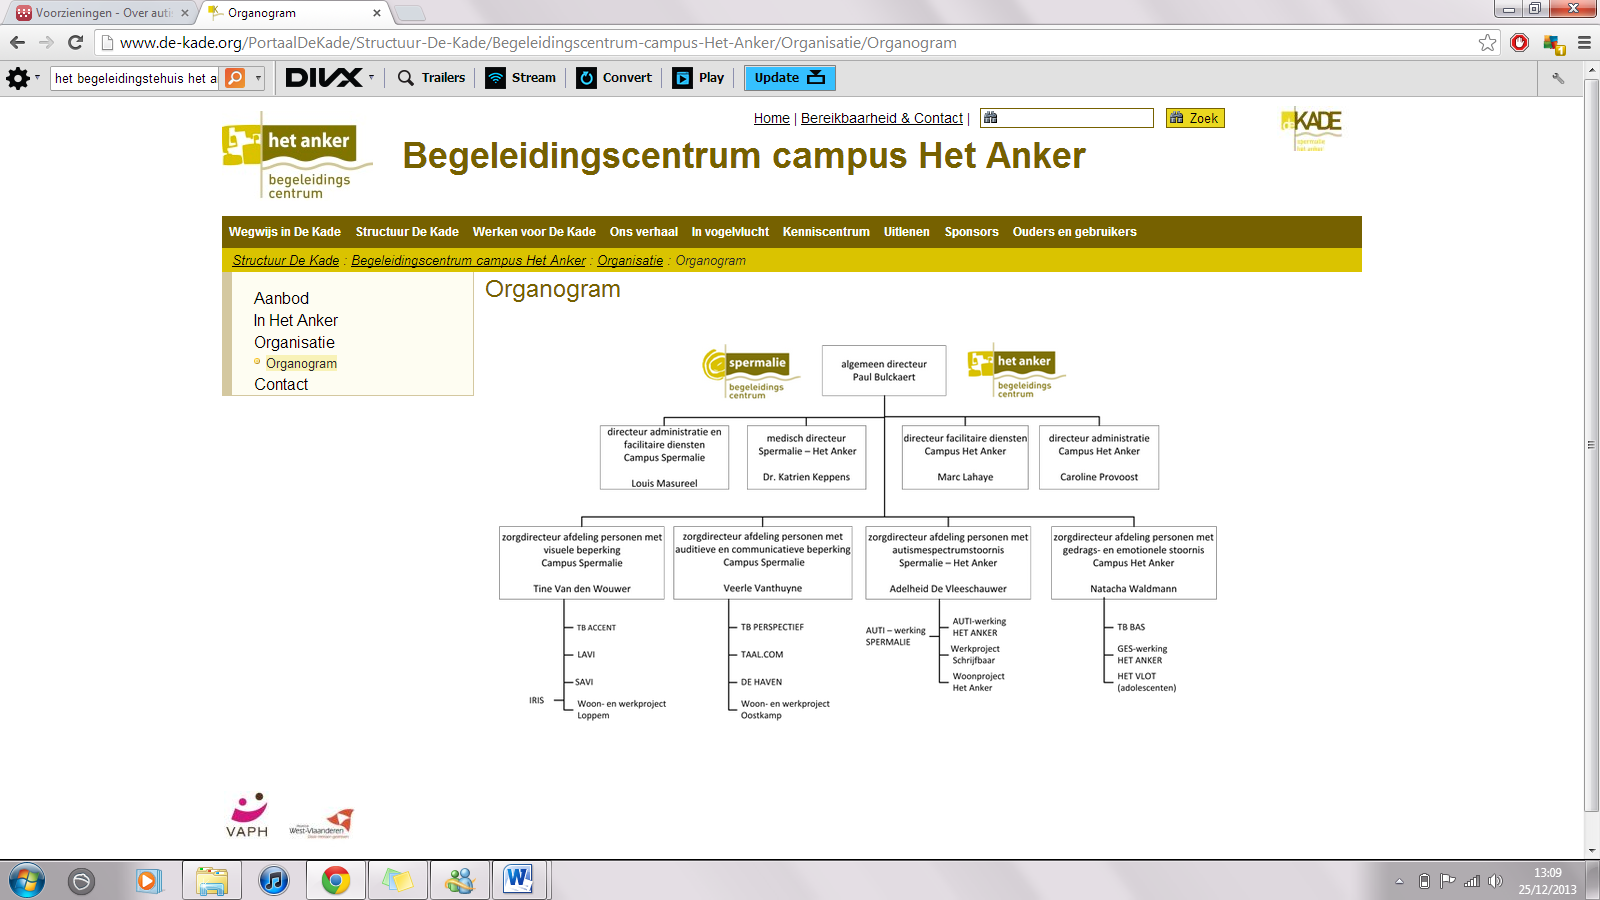 Voorzieningen - Over autis
Organogram
www.de-kade.org/PortaalDeKade/Structuur-De-Kade/Begeleidingscentrum-campus-Het-Anker/Organisatie/Organogram
het begeleidingstehuis het a
DIVX
Trailers
Stream
Convert
Play
Update
het anker
begeleidings
centrum
Home | Bereikbaarheid & Contact |
Zoek
de KADE
spermalie
het anker
Begeleidingscentrum campus Het Anker
Wegwijs in De Kade Structuur De Kade Werken voor De Kade Ons verhaal In vogelvlucht Kenniscentrum Uitlenen Sponsors Ouders en gebruikers
Structuur De Kade : Begeleidingscentrum campus Het Anker : Organisatie : Organogram
Aanbod
In Het Anker
Organisatie
Organogram
Contact
Organogram
spermalie
begeleidings
centrum
algemeen directeur
Paul Bulckaert
het anker
begeleidings
centrum
directeur administratie en
facilitaire diensten
Campus Spermalie
Louis Masureel
medisch directeur
Spermalie – Het Anker
Dr. Katrien Keppens
directeur facilitaire diensten
Campus Het Anker
Marc Lahaye
directeur administratie
Campus Het Anker
Caroline Provoost
zorgdirecteur afdeling personen met
visuele beperking
Campus Spermalie
Tine Van den Wouwer
zorgdirecteur afdeling personen met
auditieve en communicatieve beperking
Campus Spermalie
Veerle Vanthuyne
zorgdirecteur afdeling personen met
autismespectrumstoornis
Spermalie – Het Anker
Adelheid De Vleeschauwer
zorgdirecteur afdeling personen met
gedrags- en emotionele stoornis
Campus Het Anker
Natacha Waldmann
TB ACCENT
LAVI
SAVI
IRIS
Woon- en werkproject
Loppem
TB PERSPECTIEF
TAAL.COM
DE HAVEN
Woon- en werkproject
Oostkamp
AUTI – werking
SPERMALIE
AUTI-werking
HET ANKER
Werkproject
Schrijfbaar
Woonproject
Het Anker
TB BAS
GES-werking
HET ANKER
HET VLOT
(adolescenten)
VAPH
West-Vlaanderen
13:09
25/12/2013